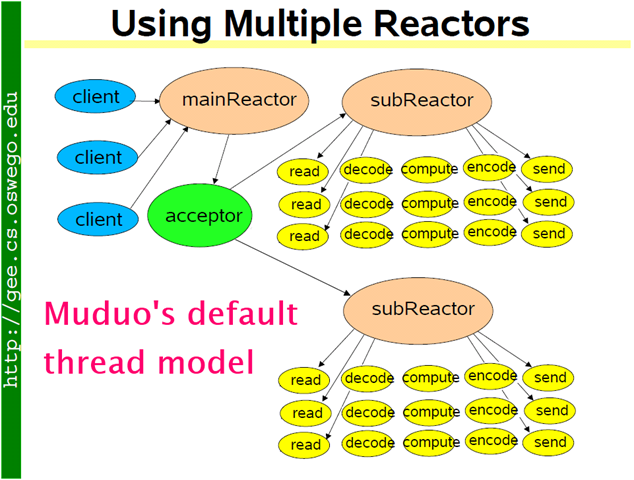 Using Multiple Reactors
http://gee.cs.oswego.edu
client
mainReactor
subReactor
client
client
acceptor
read decode compute encode send
read decode compute encode send
read decode compute encode send
subReactor
Muduo's default
thread model
read decode compute encode send
read decode compute encode send
read decode compute encode send